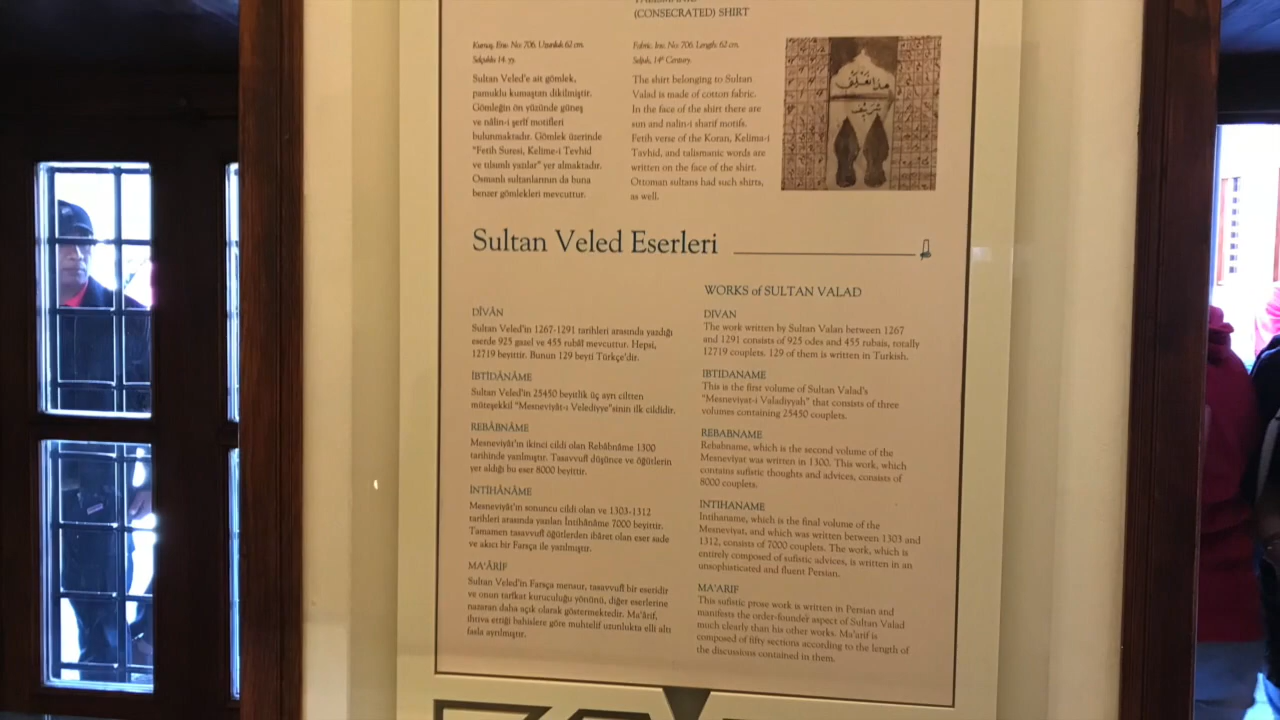 (CONSECRATED) SHIRT
Kumaş, Env. No: 706, Uzunluk 62 cm.
Selçuklu 14. yy.
Sultan Veled'e ait gömlek,
pamuklu kumaştan dikilmiştir.
Gömleğin ön yüzünde güneş
ve nâlin-i şerif motifleri
bulunmaktadır. Gömlek üzerinde
"Fetih Suresi, Kelime-i Tevhid
ve tılsımlı yazılar" yer almaktadır.
Osmanlı sultanlarının da buna
benzer gömlekleri mevcuttur.
Fabric, Inv. No: 706, Length: 62 cm.
Seljuk, 14th Century.
The shirt belonging to Sultan
Valad is made of cotton fabric.
In the face of the shirt there are
sun and nalin-i sharif motifs.
Fetih verse of the Koran, Kelima-i
Tavhid, and talismanic words are
written on the face of the shirt.
Ottoman sultans had such shirts,
as well.
Sultan Veled Eserleri
DÎVÂN
Sultan Veled'in 1267-1291 tarihleri arasında yazdığı
eserde 925 gazel ve 455 rubâî mevcuttur. Hepsi,
12719 beyittir. Bunun 129 beyti Türkçe'dir.
İBTİDÂNÂME
Sultan Veled'in 25450 beyitlik üç ayrı ciltten
müteşekkil "Mesneviyât-ı Velediyye"sinin ilk cildidir.
REBÂBNÂME
Mesneviyât'ın ikinci cildi olan Rebâbnâme 1300
tarihinde yazılmıştır. Tasavvufî düşünce ve öğütlerin
yer aldığı bu eser 8000 beyittir.
İNTİHÂNÂME
Mesneviyât'ın sonuncu cildi olan ve 1303-1312
tarihleri arasında yazılan İntihânâme 7000 beyittir.
Tamamen tasavvufî öğütlerden ibâret olan eser sade
ve akıcı bir Farsça ile yazılmıştır.
MA'ÂRİF
Sultan Veled'in Farsça mensur, tasavvufî bir eseridir
ve onun tarîkat kuruculuğu yönünü, diğer eserlerine
nazaran daha açık olarak göstermektedir. Ma'ârif,
ihtiva ettiği bahislere göre muhtelif uzunlukta elli altı
fasla ayrılmıştır.
WORKS of SULTAN VALAD
DIVAN
The work written by Sultan Valan between 1267
and 1291 consists of 925 odes and 455 rubais, totally
12719 couplets. 129 of them is written in Turkish.
IBTIDANAME
This is the first volume of Sultan Valad's
"Mesneviyat-i Valadiyyah" that consists of three
volumes containing 25450 couplets.
REBABNAME
Rebabname, which is the second volume of the
Mesneviyat was written in 1300. This work, which
contains sufistic thoughts and advices, consists of
8000 couplets.
INTIHANAME
Intihaname, which is the final volume of the
Mesneviyat, and which was written between 1303 and
1312, consists of 7000 couplets. The work, which is
entirely composed of sufistic advices, is written in an
unsophisticated and fluent Persian.
MA'ARIF
This sufistic prose work is written in Persian and
manifests the order-founder aspect of Sultan Valad
much clearly than his other works. Ma'arif is
composed of fifty sections according to the length of
the discussions contained in them.